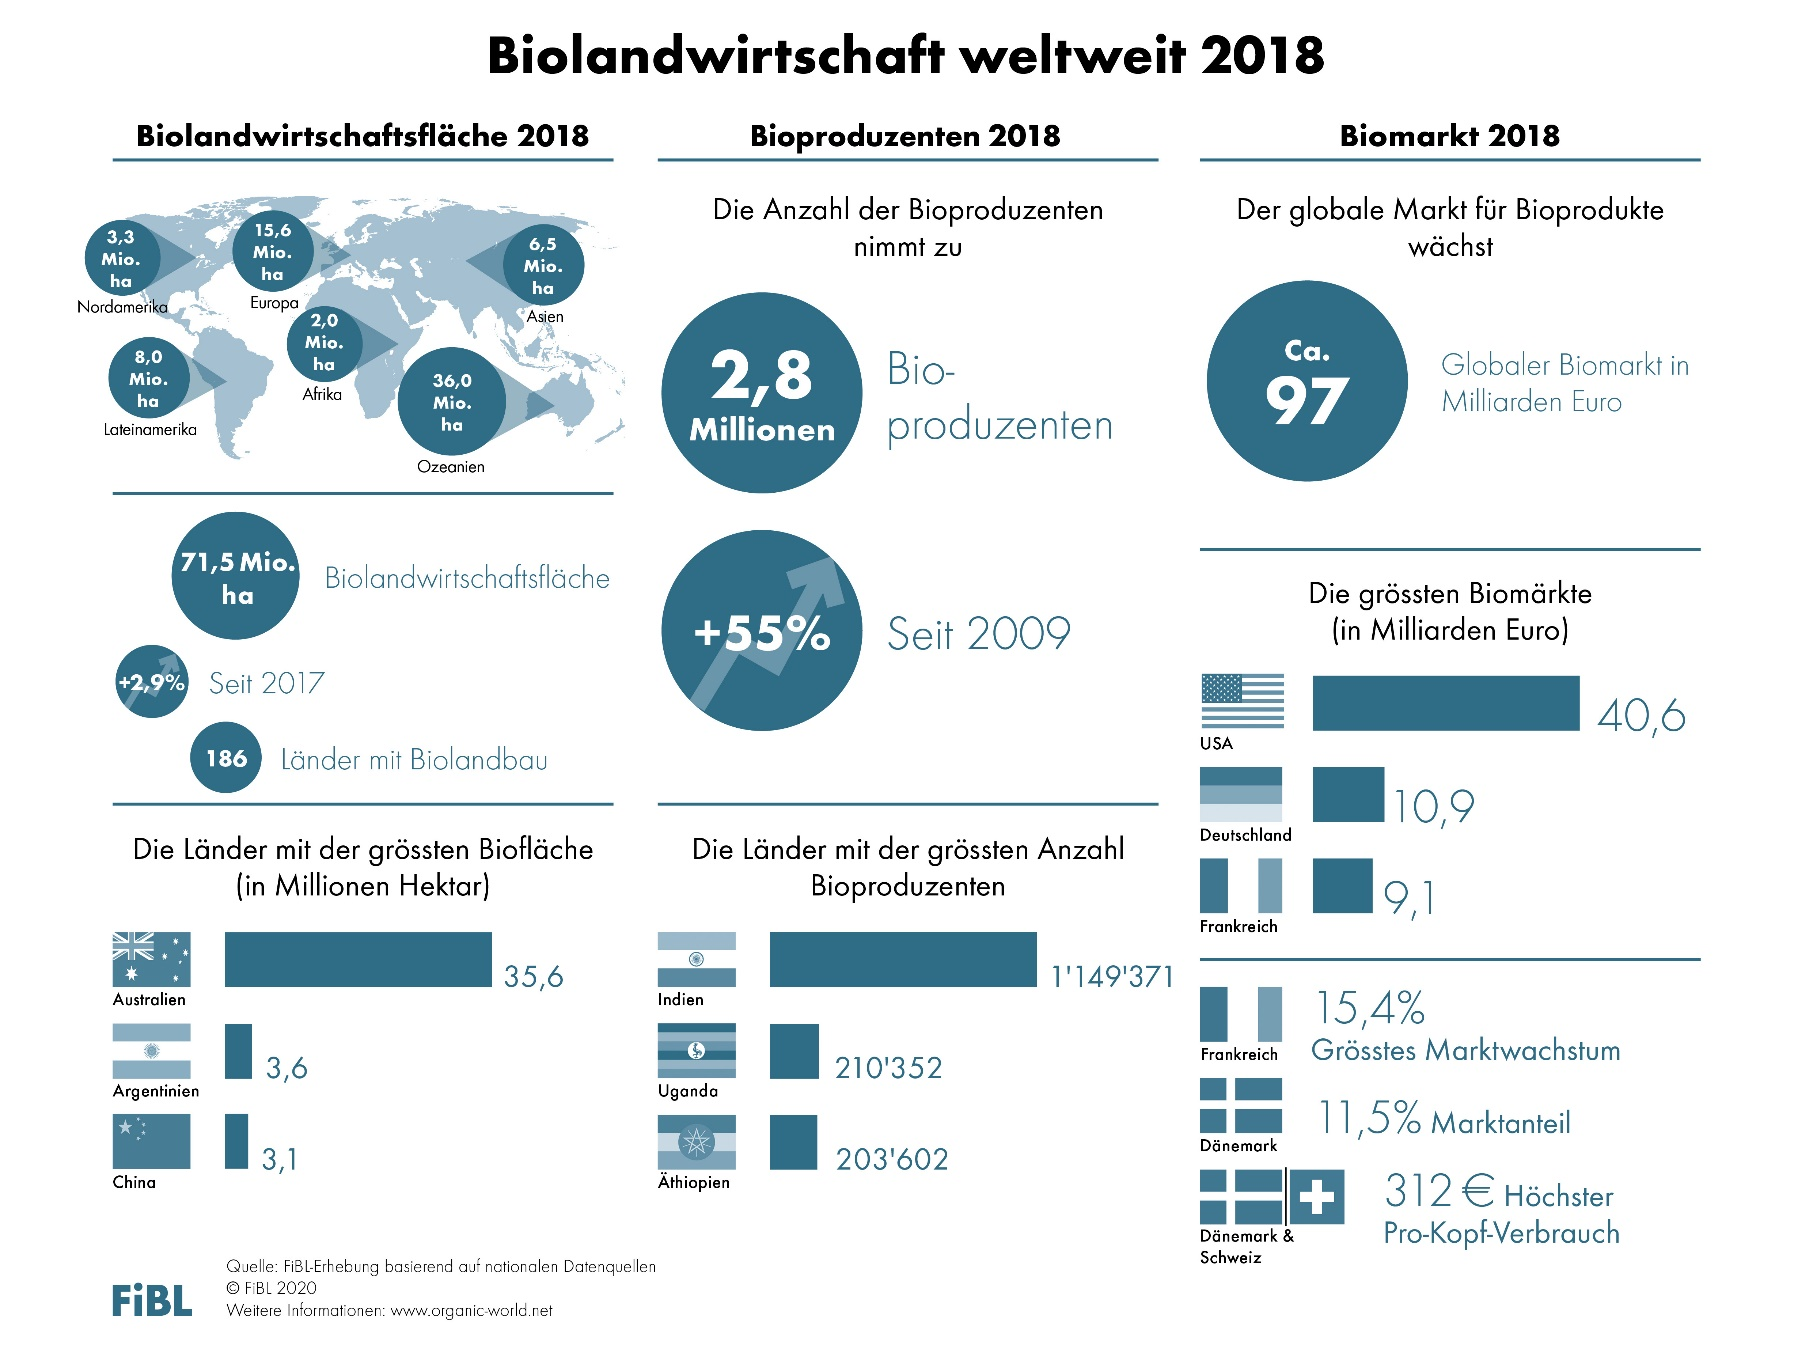 Biolandwirtschaft weltweit 2018
Biolandwirtschaftsfläche 2018
3,3
Mio.
ha
Nordamerika
15,6
Mio.
ha
Europa
6,5
Mio.
ha
Asien
2,0
Mio.
ha
Afrika
8,0
Mio.
ha
Lateinamerika
36,0
Mio.
ha
Ozeanien
71,5 Mio.
ha
Biolandwirtschaftsfläche
+2,9%
Seit 2017
186
Länder mit Biolandbau
Die Länder mit der grössten Biofläche
(in Millionen Hektar)
Australien
35,6
Argentinien
3,6
China
3,1
Bioproduzenten 2018
Die Anzahl der Bioproduzenten
nimmt zu
2,8
Millionen
Bio-
produzenten
+55%
Seit 2009
Die Länder mit der grössten Anzahl
Bioproduzenten
Indien
1'149'371
Uganda
210'352
Äthiopien
203'602
Biomarkt 2018
Der globale Markt für Bioprodukte
wächst
Ca.
97
Globaler Biomarkt in
Milliarden Euro
Die grössten Biomärkte
(in Milliarden Euro)
USA
40,6
Deutschland
10,9
Frankreich
9,1
Frankreich
15,4%
Grösstes Marktwachstum
Dänemark
11,5% Marktanteil
Dänemark &
Schweiz
312 € Höchster
Pro-Kopf-Verbrauch
FiBL
Quelle: FiBL-Erhebung basierend auf nationalen Datenquellen
© FiBL 2020
Weitere Informationen: www.organic-world.net